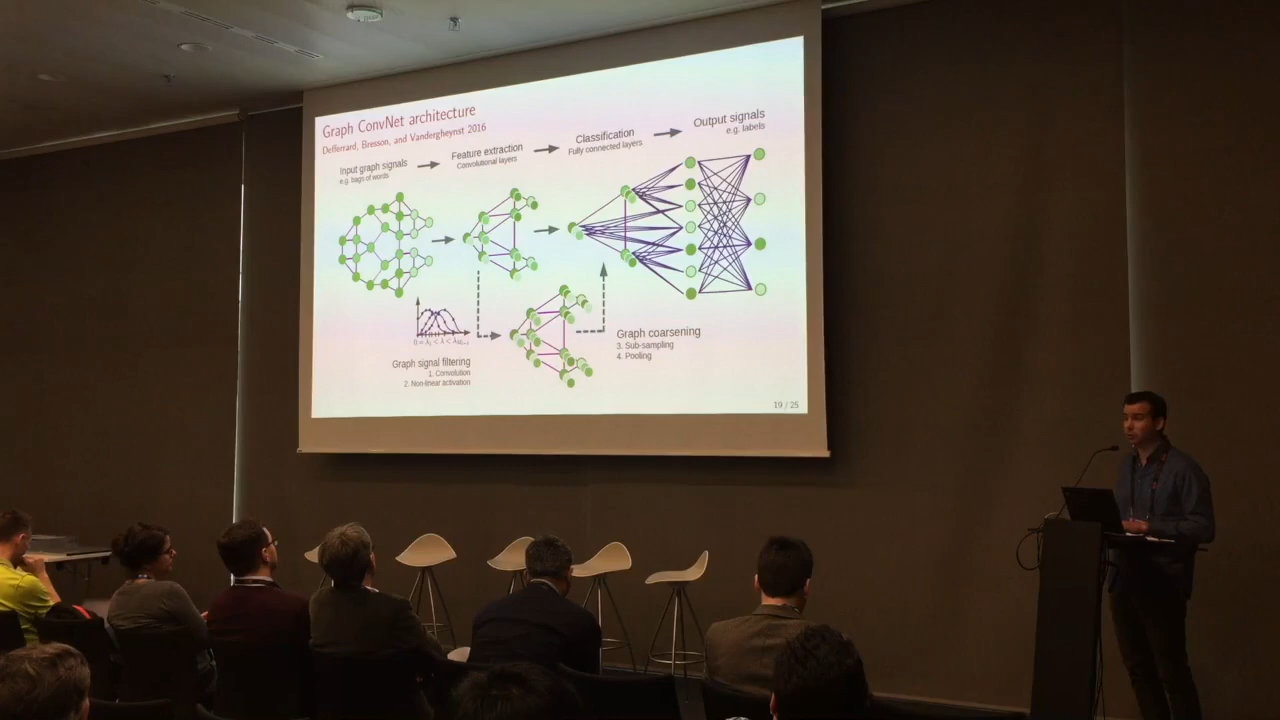 Graph ConvNet architecture
Defferrard, Bresson, and Vandergheynst 2016
Input graph signals
e.g. bags of words
Feature extraction
Convolutional layers
Classification
Fully connected layers
Output signals
e.g. labels
Graph signal filtering
1. Convolution
2. Non-linear activation
Graph coarsening
3. Sub-sampling
4. Pooling
19 / 25